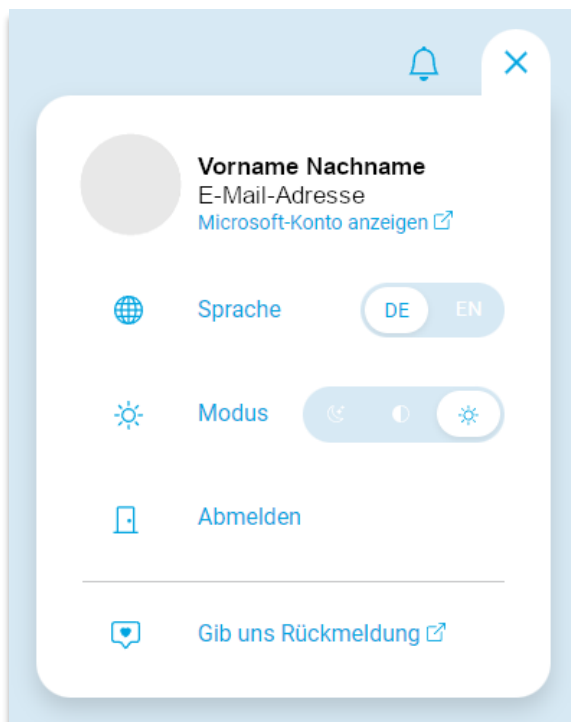 Vorname Nachname
E-Mail-Adresse
Microsoft-Konto anzeigen
Sprache DE EN
Modus
Abmelden
Gib uns Rückmeldung